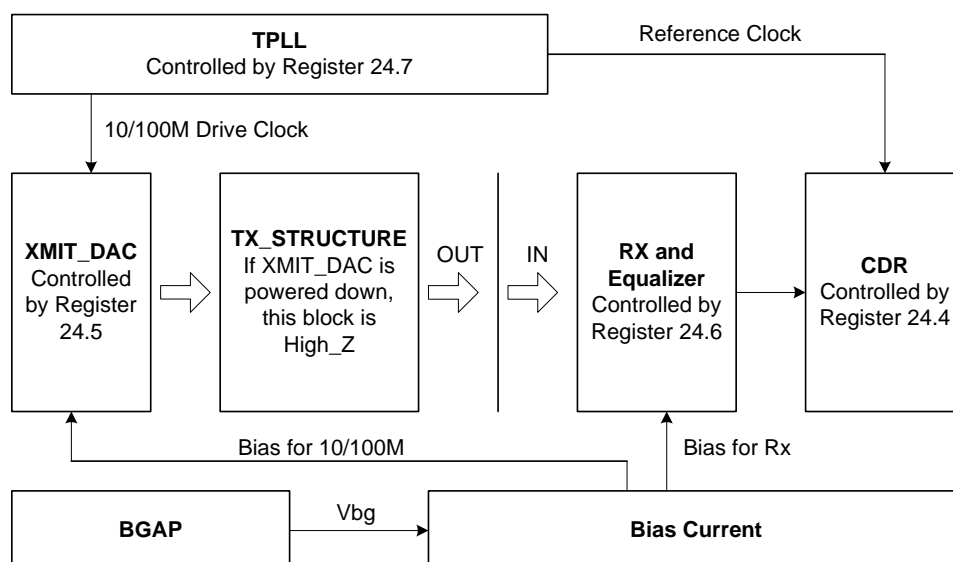 TPLL
Controlled by Register 24.7
Reference Clock
10/100M Drive Clock
XMIT_DAC
Controlled
by Register
24.5
TX_STRUCTURE
If XMIT_DAC is
powered down,
this block is
High_Z
OUT
IN
RX and
Equalizer
Controlled by
Register 24.6
CDR
Controlled by
Register 24.4
Bias for 10/100M
Bias for Rx
BGAP
Vbg
Bias Current